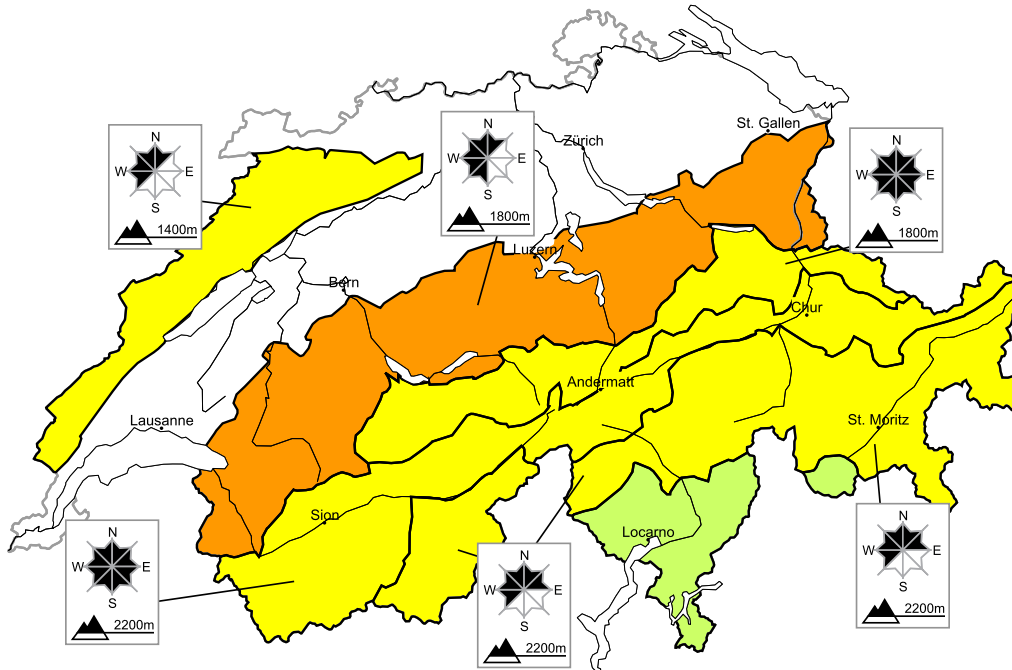 St. Gallen
Zürich
N
W E
S
1400m
N
W E
S
1800m
N
W E
S
1800m
Luzern
Bern
Chur
Andermatt
Lausanne
St. Moritz
Sion
Locarno
N
W E
S
2200m
N
W E
S
2200m
N
W E
S
2200m